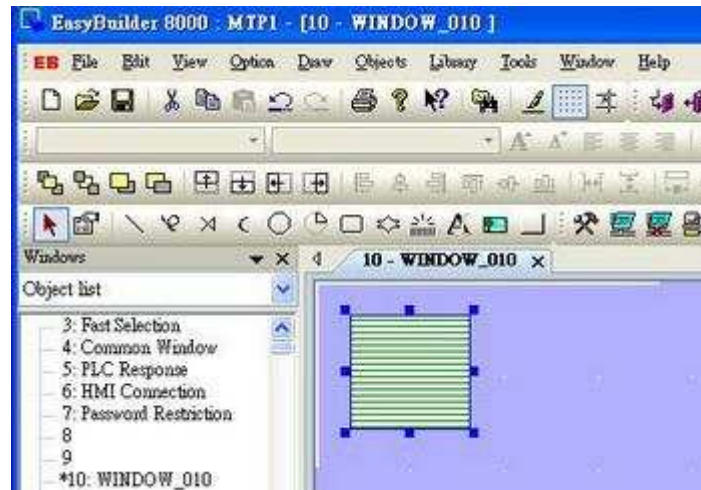 EasyBuilder 8000 : MTP1 - [10 - WINDOW_010 ]
EB File Edit View Option Draw Objects Library Tools Window Help
Windows
10 - WINDOW_010
Object list
3: Fast Selection
4: Common Window
5: PLC Response
6: HMI Connection
7: Password Restriction
8
9
*10: WINDOW_010